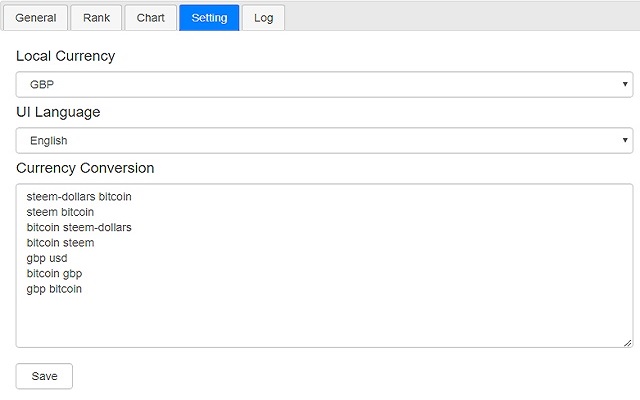 General Rank Chart Setting Log
Local Currency
GBP
UI Language
English
Currency Conversion
steem-dollars bitcoin
steem bitcoin
bitcoin steem-dollars
bitcoin steem
gbp usd
bitcoin gbp
gbp bitcoin
Save